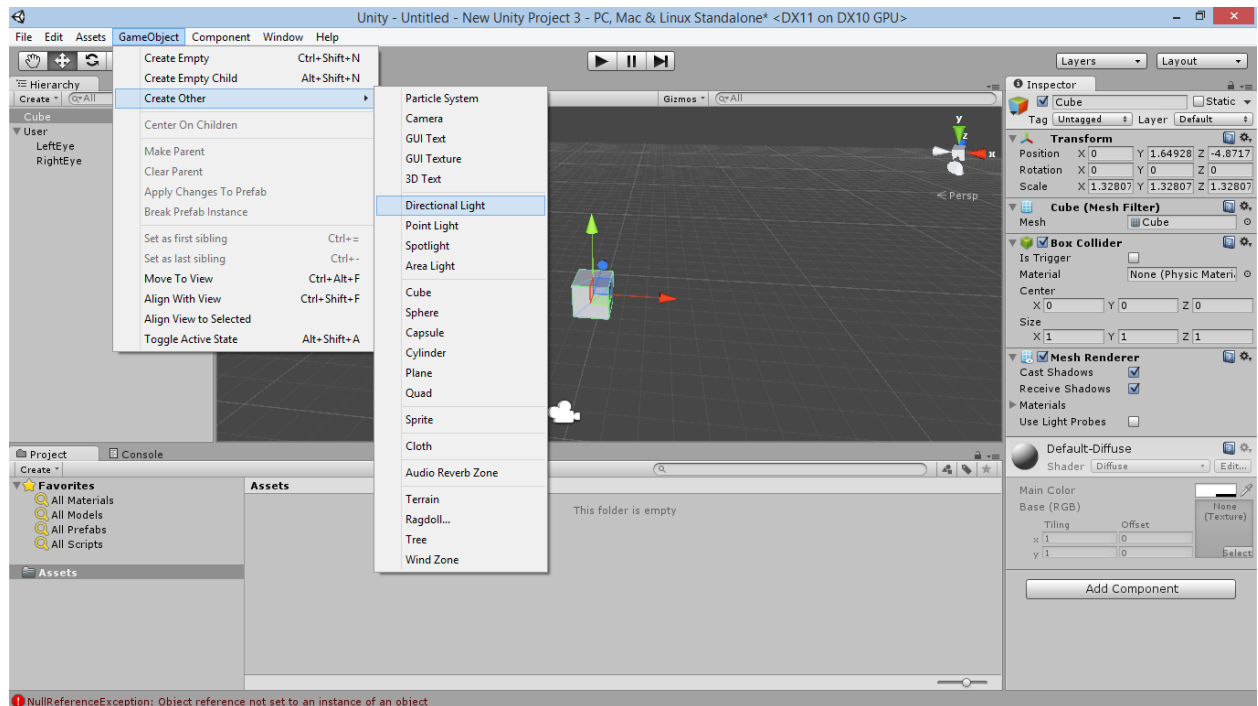 Unity - Untitled - New Unity Project 3 - PC, Mac & Linux Standalone* <DX11 on DX10 GPU>
File Edit Assets GameObject Component Window Help
Layers Layout
Create Empty Ctrl+Shift+N
Create Empty Child Alt+Shift+N
Create Other
Center On Children
Make Parent
Clear Parent
Apply Changes To Prefab
Break Prefab Instance
Set as first sibling Ctrl+=
Set as last sibling Ctrl+-
Move To View Ctrl+Alt+F
Align With View Ctrl+Shift+F
Align View to Selected
Toggle Active State Alt+Shift+A
Particle System
Camera
GUI Text
GUI Texture
3D Text
Directional Light
Point Light
Spotlight
Area Light
Cube
Sphere
Capsule
Cylinder
Plane
Quad
Sprite
Cloth
Audio Reverb Zone
Terrain
Ragdoll...
Tree
Wind Zone
Hierarchy
Create All
Cube
User
LeftEye
RightEye
Gizmos All
y
z
x
Persp
Inspector
Cube Static
Tag Untagged Layer Default
Transform
Position X 0 Y 1.64928 Z -4.8717
Rotation X 0 Y 0 Z 0
Scale X 1.32807 Y 1.32807 Z 1.32807
Cube (Mesh Filter)
Mesh Cube
Box Collider
Is Trigger
Material None (Physic Materi
Center
X 0 Y 0 Z 0
Size
X 1 Y 1 Z 1
Mesh Renderer
Cast Shadows
Receive Shadows
Materials
Use Light Probes
Default-Diffuse
Shader Diffuse Edit...
Main Color
Base (RGB)
None
(Texture)
Tiling Offset
x 1 0
y 1 0
Select
Add Component
Project Console
Create
Favorites
All Materials
All Models
All Prefabs
All Scripts
Assets
Assets
This folder is empty
NullReferenceException: Object reference not set to an instance of an object